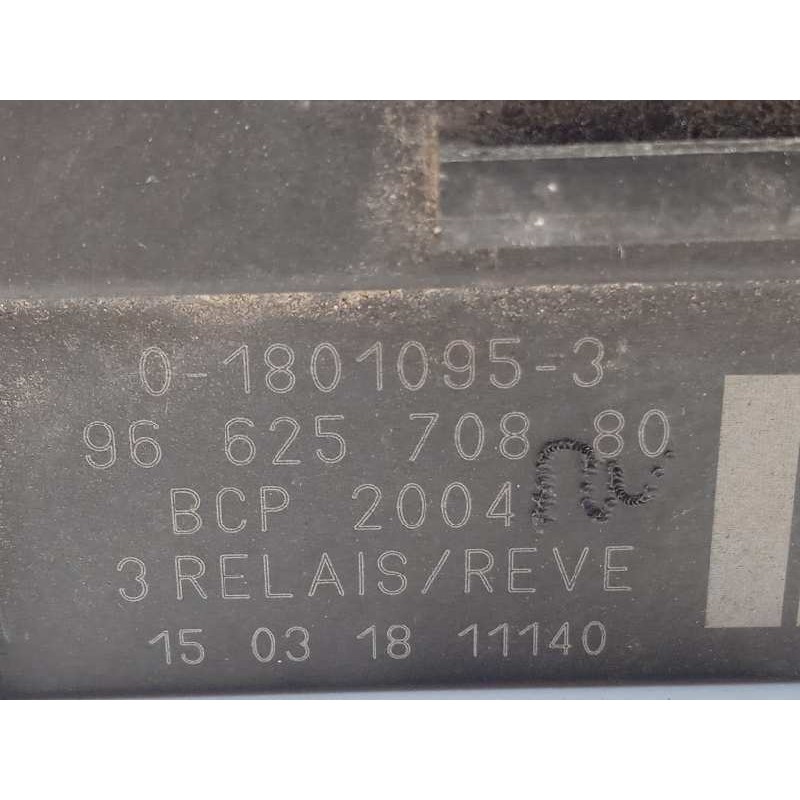 0-1801095-3
96 625 708 80
BCP 2004
3 RELAIS/REVE
15 03 18 11140